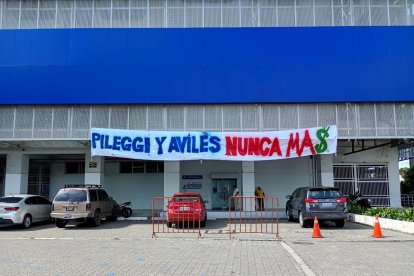 PILEGGI Y AVILÉS NUNCA MA$